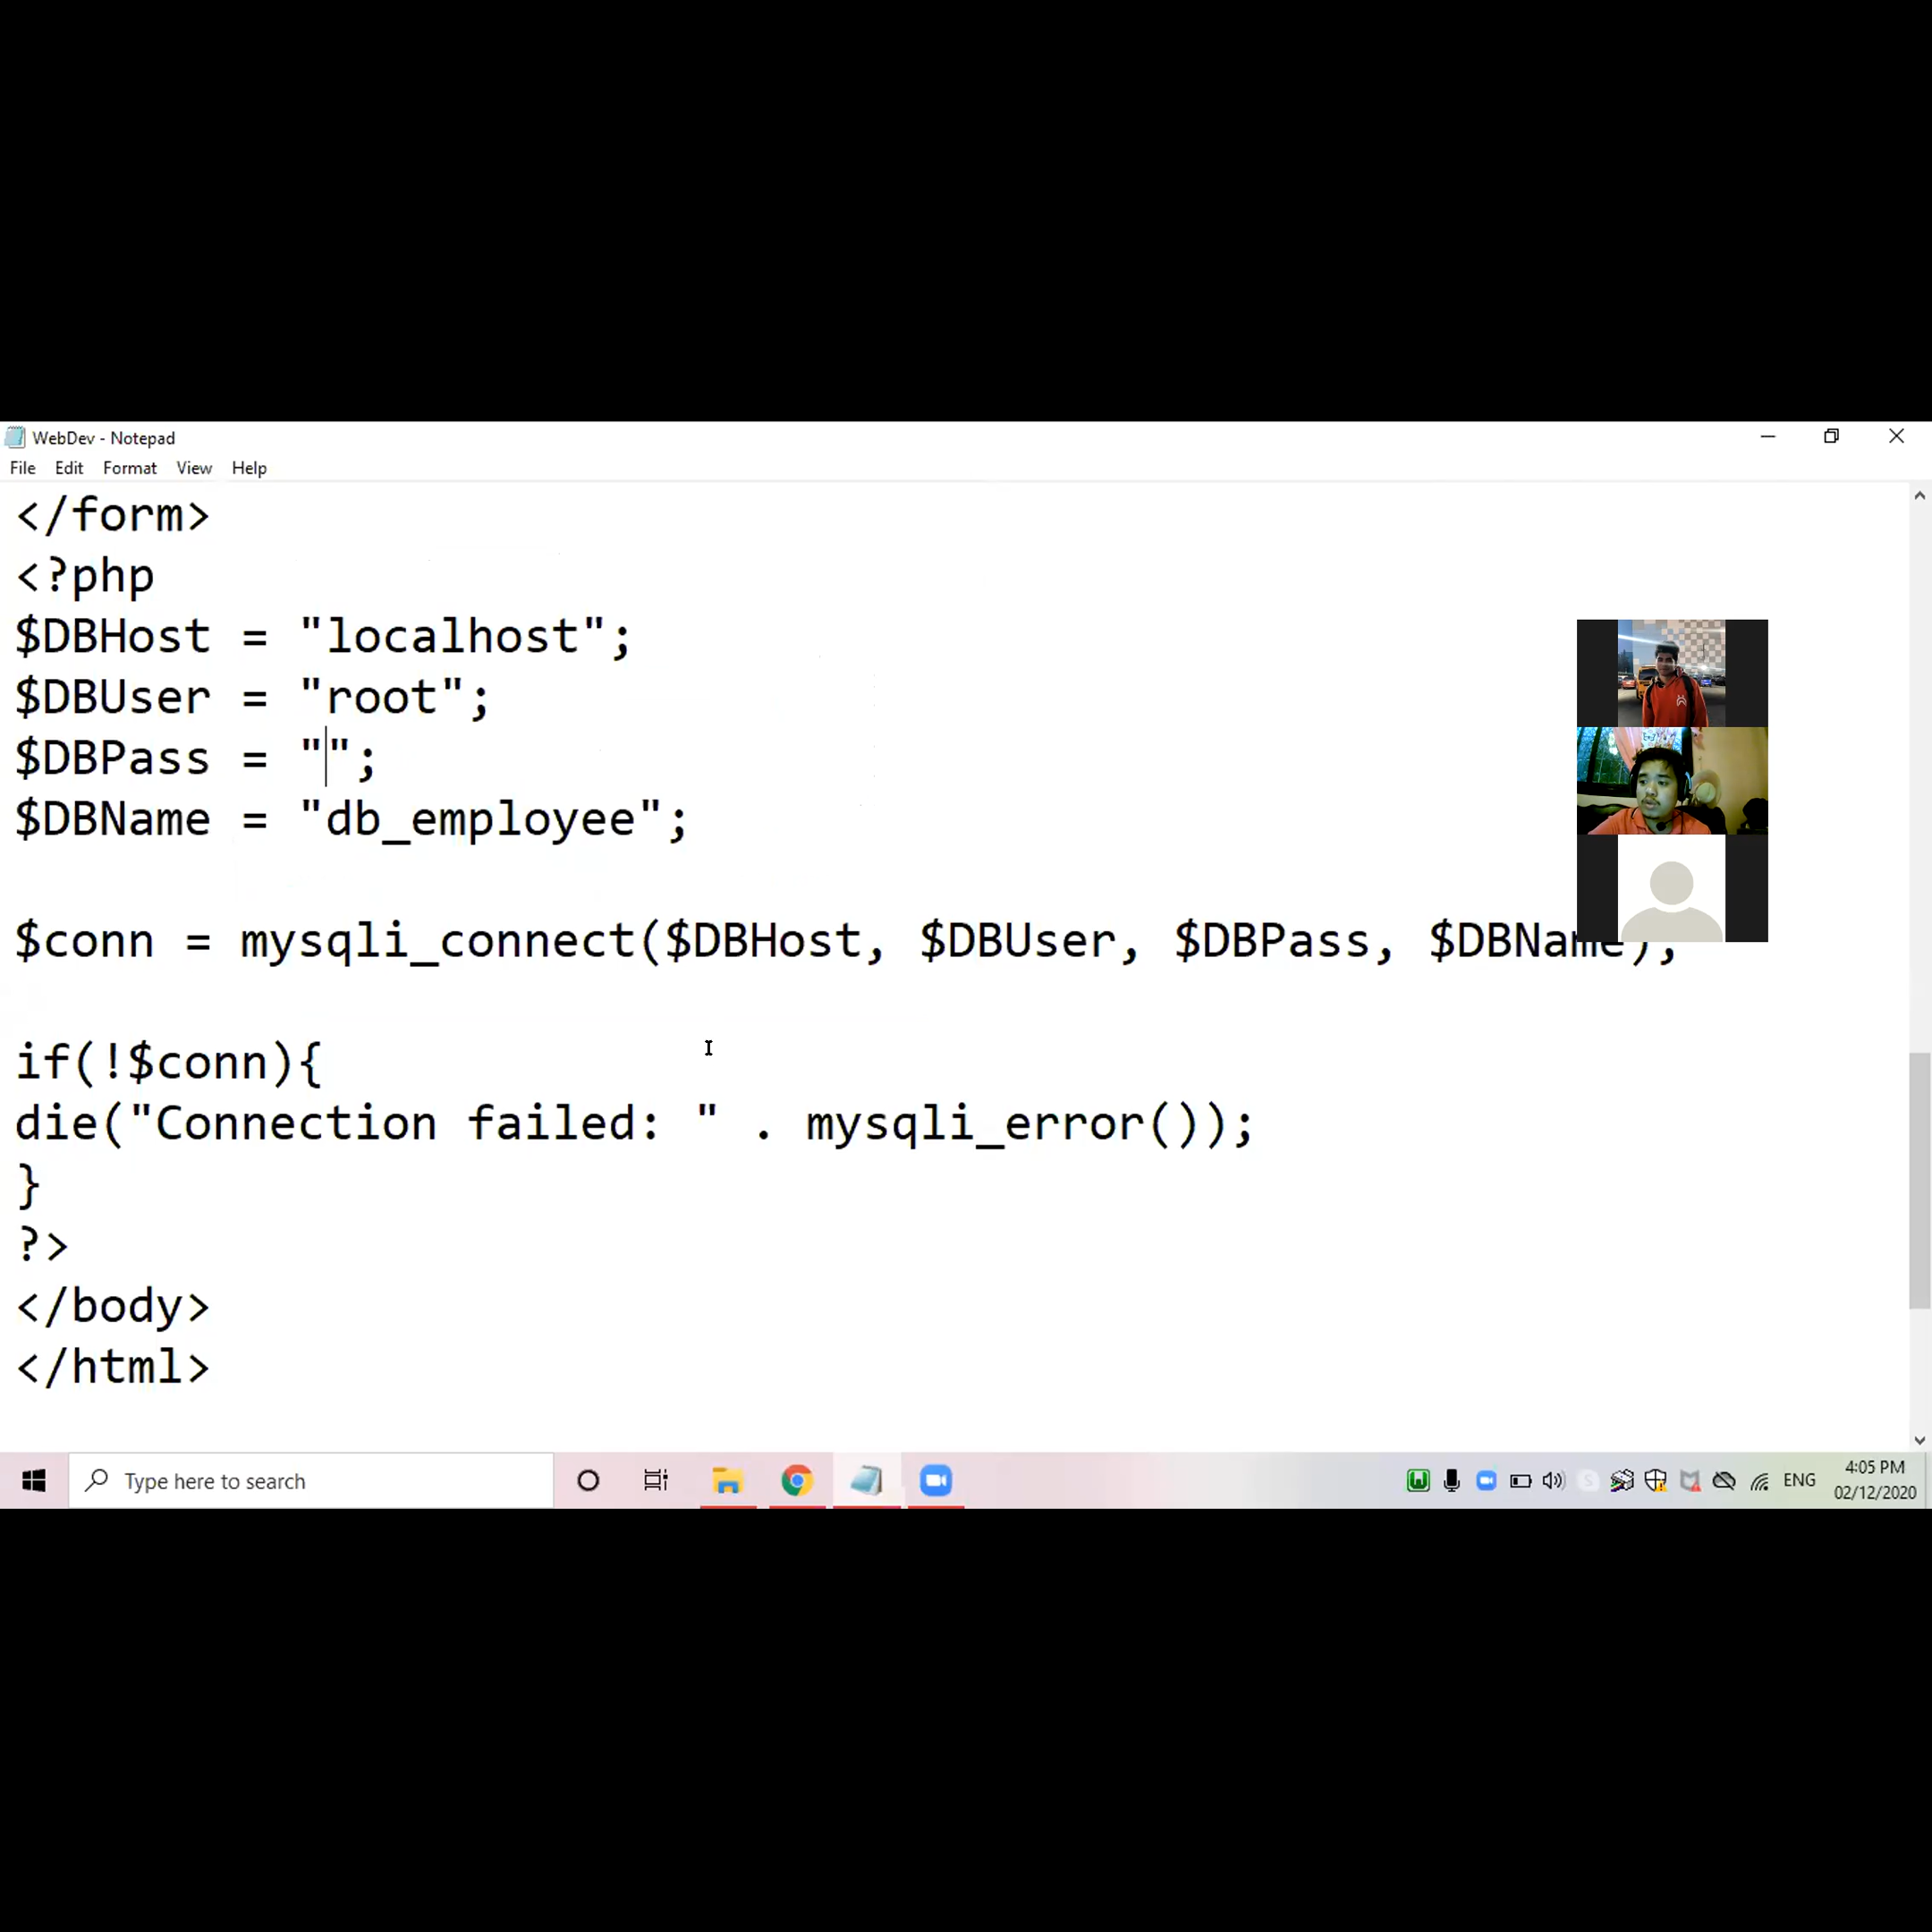 WebDev - Notepad
File Edit Format View Help
</form>
<?php
$DBHost = "localhost";
$DBUser = "root";
$DBPass = "";
$DBName = "db_employee";
$conn = mysqli_connect($DBHost, $DBUser, $DBPass, $DBName);
if(!$conn){
die("Connection failed: " . mysqli_error());
}
?>
</body>
</html>
Type here to search
ENG
4:05 PM
02/12/2020